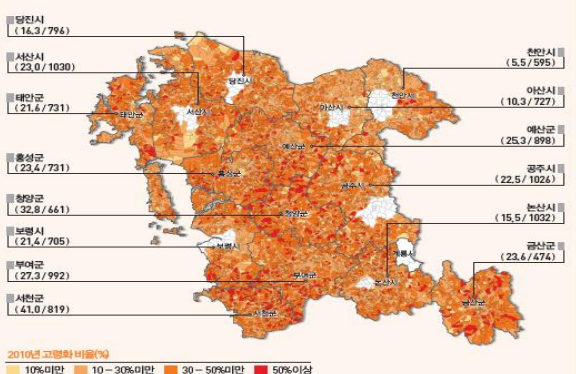 당진시
(16,3/796)
서산시
(23,0/1030)
태안군
(21,6/731)
홍성군
(23,4/731)
청양군
(32,8/661)
보령시
(21,4/705)
부여군
(27,3/992)
서천군
(41,0/819)
천안시
(5,5/595)
아산시
(10,3/727)
예산군
(25,3/898)
공주시
(22,5/1026)
논산시
(15,5/1032)
금산군
(23,6/474)
당진시
서산시
태안군
아산시
천안시
예산군
홍성군
공주시
청양군
보령시
계룡시
부여군
논산시
서천군
금산군
2010년 고령화 비율(%)
10%미만 10-30%미만 30-50%미만 50%이상